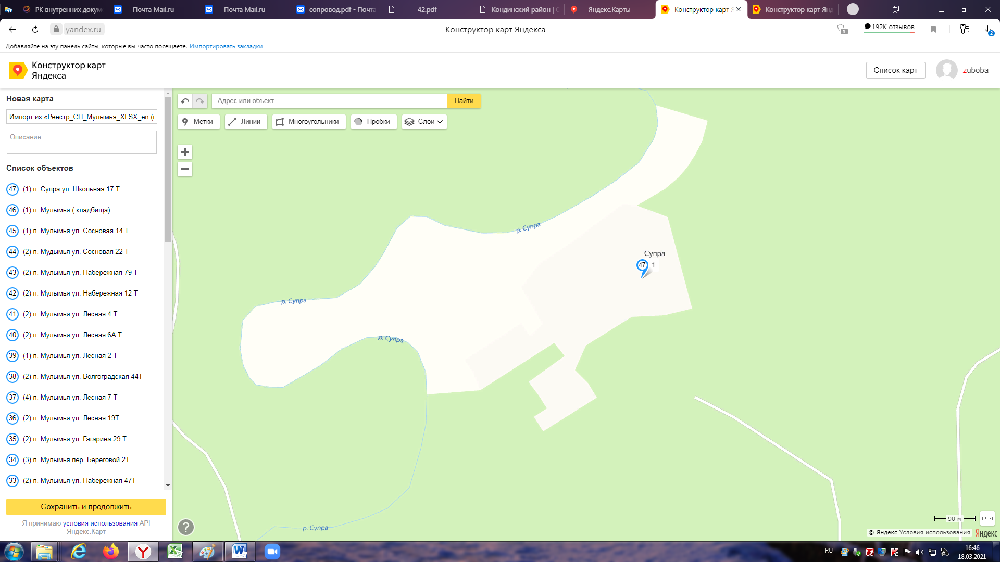 РК внутренних докум
Почта Mail.ru
Почта Mail.ru
сопровод.pdf - Почта
42.pdf
Кондинский район | С
Яндекс.Карты
Конструктор карт Я
Конструктор карт Янд
yandex.ru
Конструктор карт Яндекса
1
192K отзывов
2
Добавляйте на эту панель сайты, которые вы часто посещаете. Импортировать закладки
Конструктор карт
Яндекса
Список карт
zuboba
Новая карта
Импорт из «Реестр_СП_Мулымья_XLSX_en (
Описание
Список объектов
47 (1) п. Супра ул. Школьная 17 Т
46 (1) п. Мулымья ( кладбища)
45 (1) п. Мулымья ул. Сосновая 14 Т
44 (2) п. Мудымья ул. Сосновая 22 Т
43 (2) п. Мулымья ул. Набережная 79 Т
42 (2) п. Мулымья ул. Набережная 12 Т
41 (2) п. Мулымья ул. Лесная 4 Т
40 (2) п. Мулымья ул. Лесная 6А Т
39 (1) п. Мулымья ул. Лесная 2 Т
38 (2) п. Мулымья ул. Волгоградская 44Т
37 (4) п. Мулымья ул. Лесная 7 Т
36 (2) п. Мулымья ул. Лесная 19Т
35 (2) п. Мулымья ул. Гагарина 29 Т
34 (3) п. Мулымья пер. Береговой 2Т
33 (2) п. Мулымья ул. Набережная 47Т
Сохранить и продолжить
Я принимаю условия использования API
Яндекс.Карт
Адрес или объект
Найти
Метки
Линии
Многоугольники
Пробки
Слои
р. Супра
Супра
47 1
р. Супра
р. Супра
р. Супра
90 м
© Яндекс Условия использования
Яндекс
RU
16:46
18.03.2021